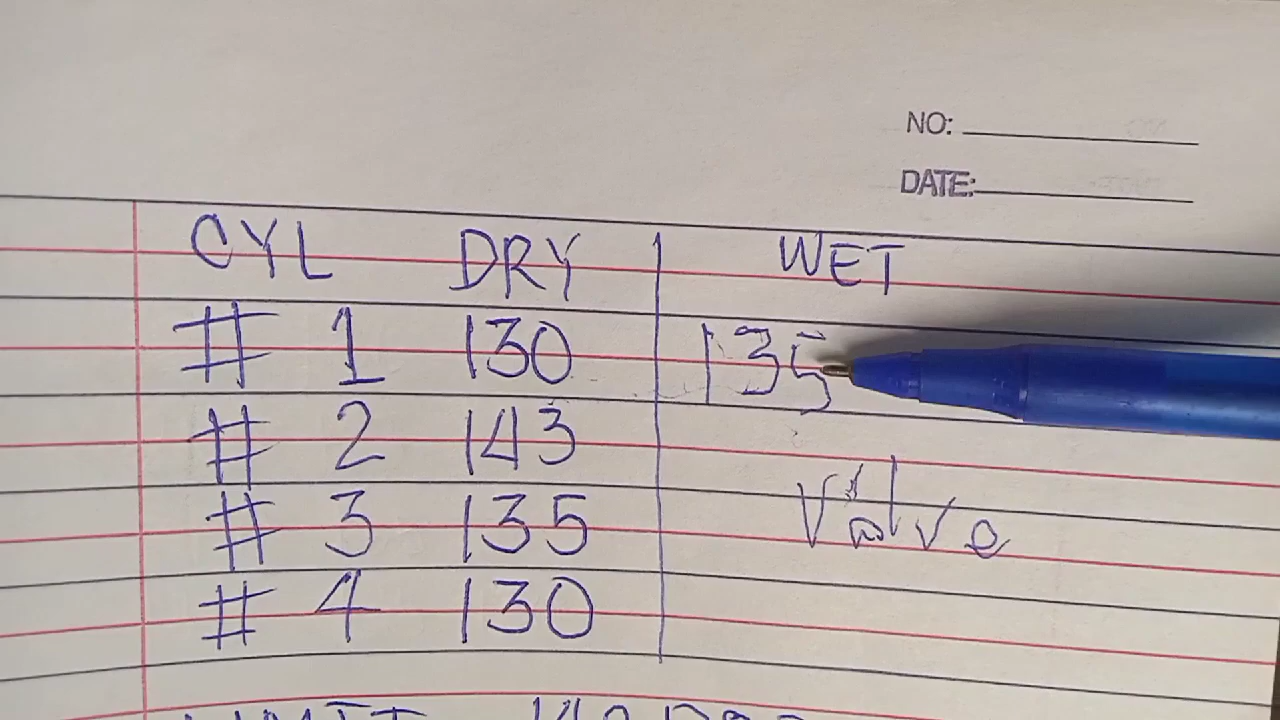 NO:
DATE:
CYL DRY WET
# 1 130 135
# 2 143
Valve
# 3 135
# 4 130